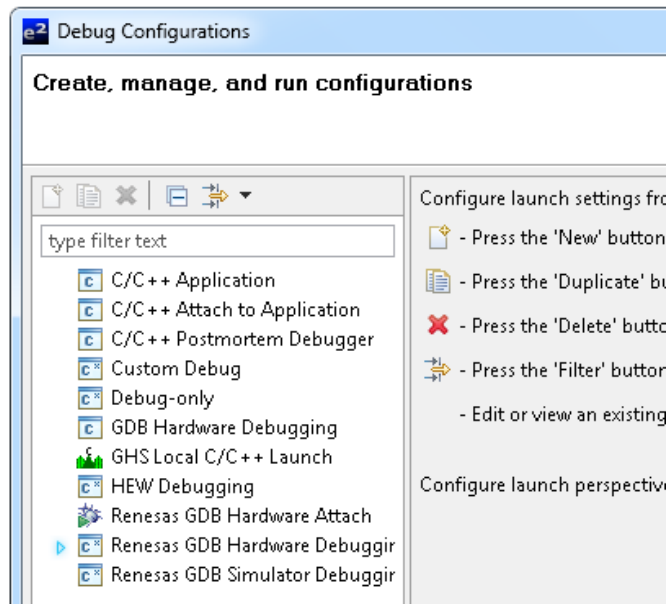 e² Debug Configurations
Create, manage, and run configurations
Configure launch settings fro
type filter text
- Press the 'New' button
C/C++ Application
- Press the 'Duplicate' bu
C/C++ Attach to Application
- Press the 'Delete' butto
C/C++ Postmortem Debugger
Custom Debug
- Press the 'Filter' button
Debug-only
- Edit or view an existing
GDB Hardware Debugging
GHS Local C/C++ Launch
HEW Debugging
Configure launch perspective
Renesas GDB Hardware Attach
Renesas GDB Hardware Debuggin
Renesas GDB Simulator Debuggin